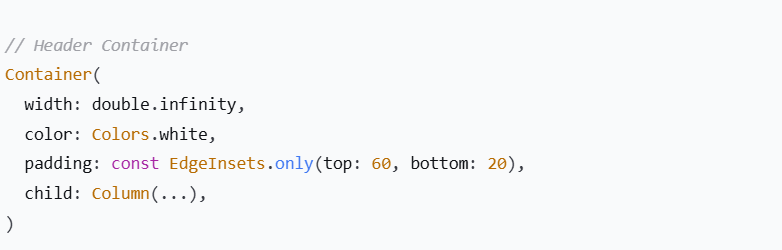 // Header Container
Container(
  width: double.infinity,
  color: Colors.white,
  padding: const EdgeInsets.only(top: 60, bottom: 20),
  child: Column(...),
)